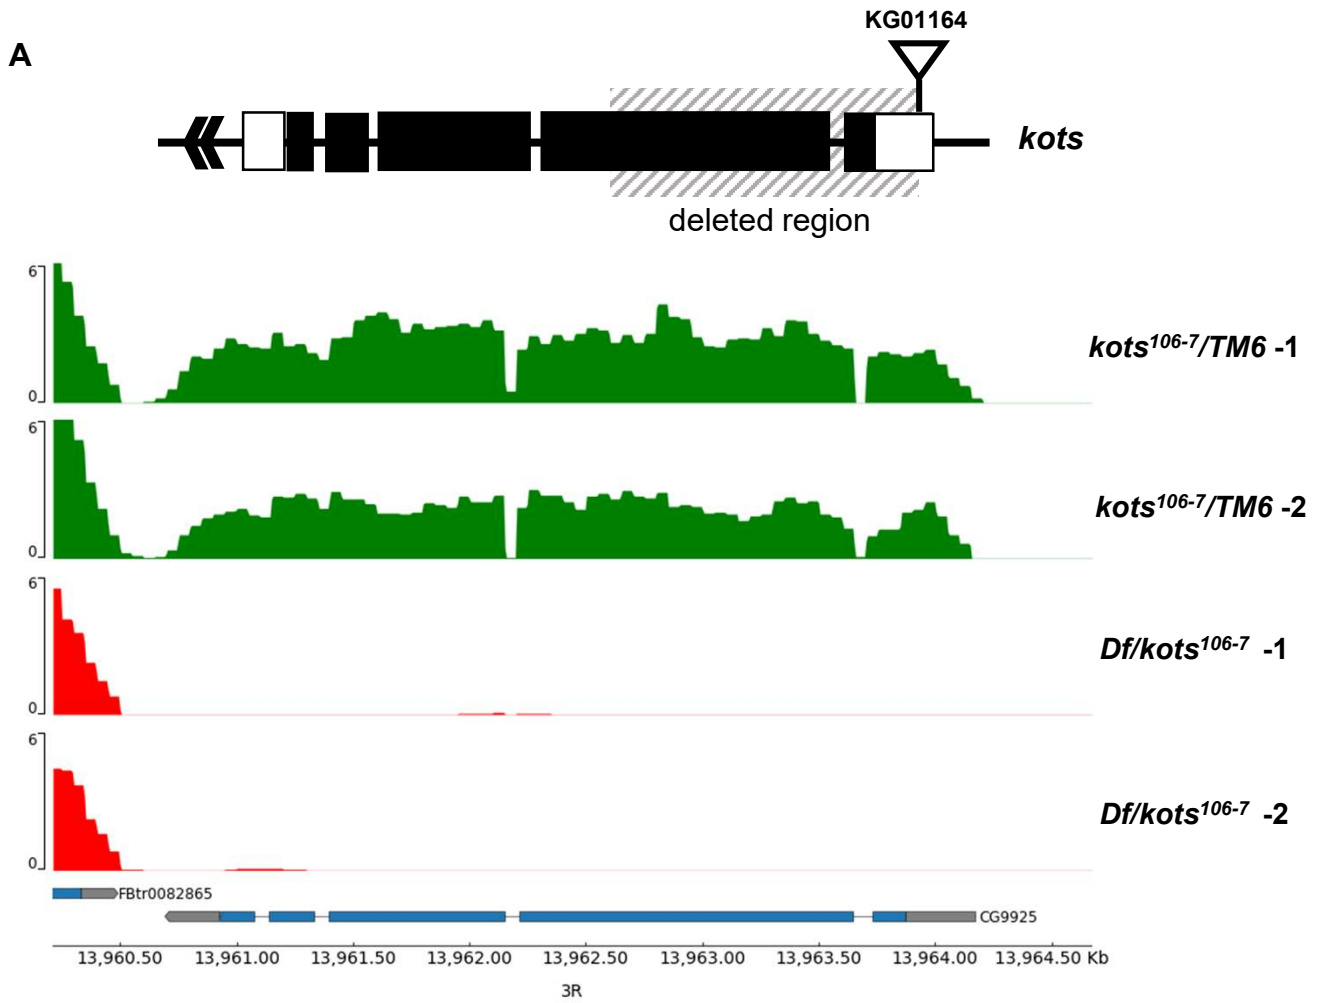 KG01164
A
kots
deleted region
6
0
kots106-7/TM6 -1
6
0
kots106-7/TM6 -2
6
0
Df/kots106-7 -1
6
0
Df/kots106-7 -2
FBtr0082865
CG9925
13,960.50 13,961.00 13,961.50 13,962.00 13,962.50 13,963.00 13,963.50 13,964.00 13,964.50 Kb
3R